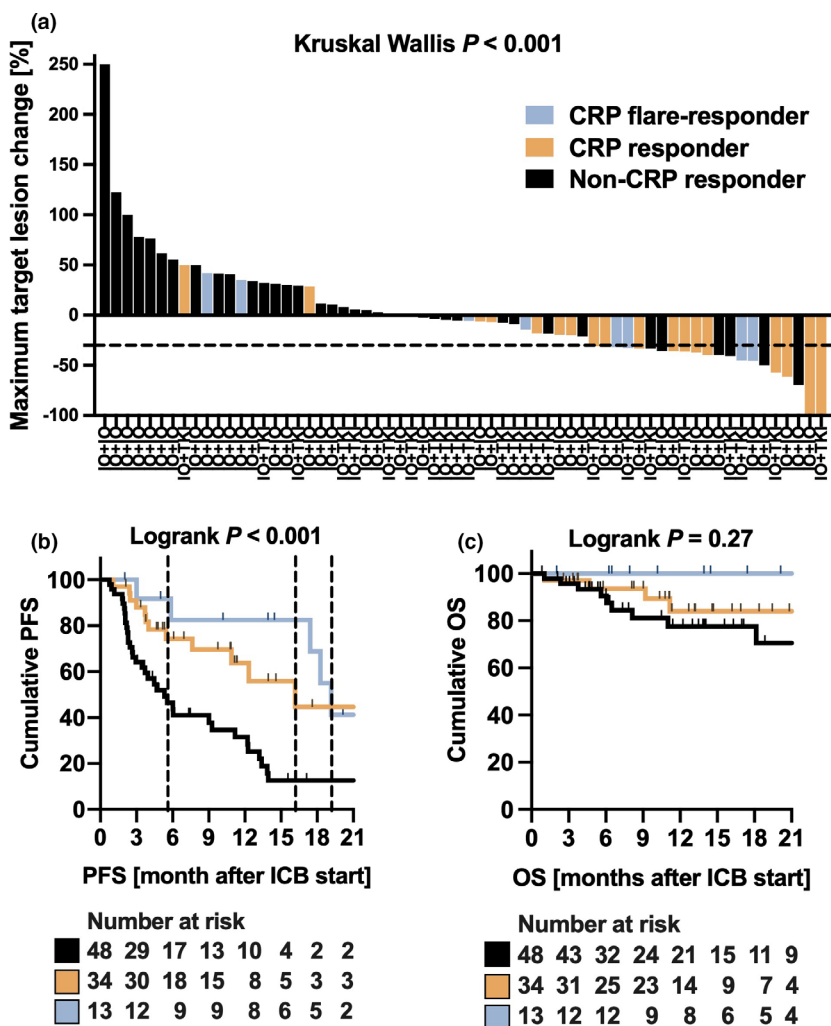 (a)
Kruskal Wallis P < 0.001
Maximum target lesion change [%]
250
200
150
100
50
0
-50
-100
CRP flare-responder
CRP responder
Non-CRP responder
(b)
Logrank P < 0.001
Cumulative PFS
100
80
60
40
20
0
0 3 6 9 12 15 18 21
PFS [month after ICB start]
Number at risk
48 29 17 13 10 4 2 2
34 30 18 15 8 5 3 3
13 12 9 9 8 6 5 2
(c)
Logrank P = 0.27
Cumulative OS
100
80
60
40
20
0
0 3 6 9 12 15 18 21
OS [months after ICB start]
Number at risk
48 43 32 24 21 15 11 9
34 31 25 23 14 9 7 4
13 12 12 9 8 6 5 4